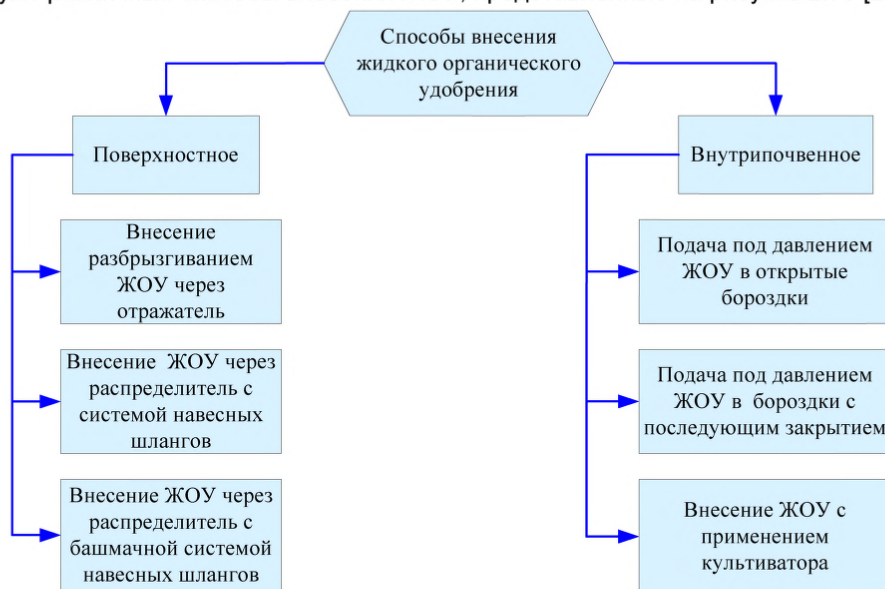 Способы внесения
жидкого органического
удобрения
Поверхностное
Внутрипочвенное
Внесение
разбрызгиванием
ЖОУ через
отражатель
Подача под давлением
ЖОУ в открытые
бороздки
Внесение ЖОУ через
распределитель с
системой навесных
шлангов
Подача под давлением
ЖОУ в бороздки с
последующим закрытием
Внесение ЖОУ через
распределитель с
башмачной системой
навесных шлангов
Внесение ЖОУ с
применением
культиватора